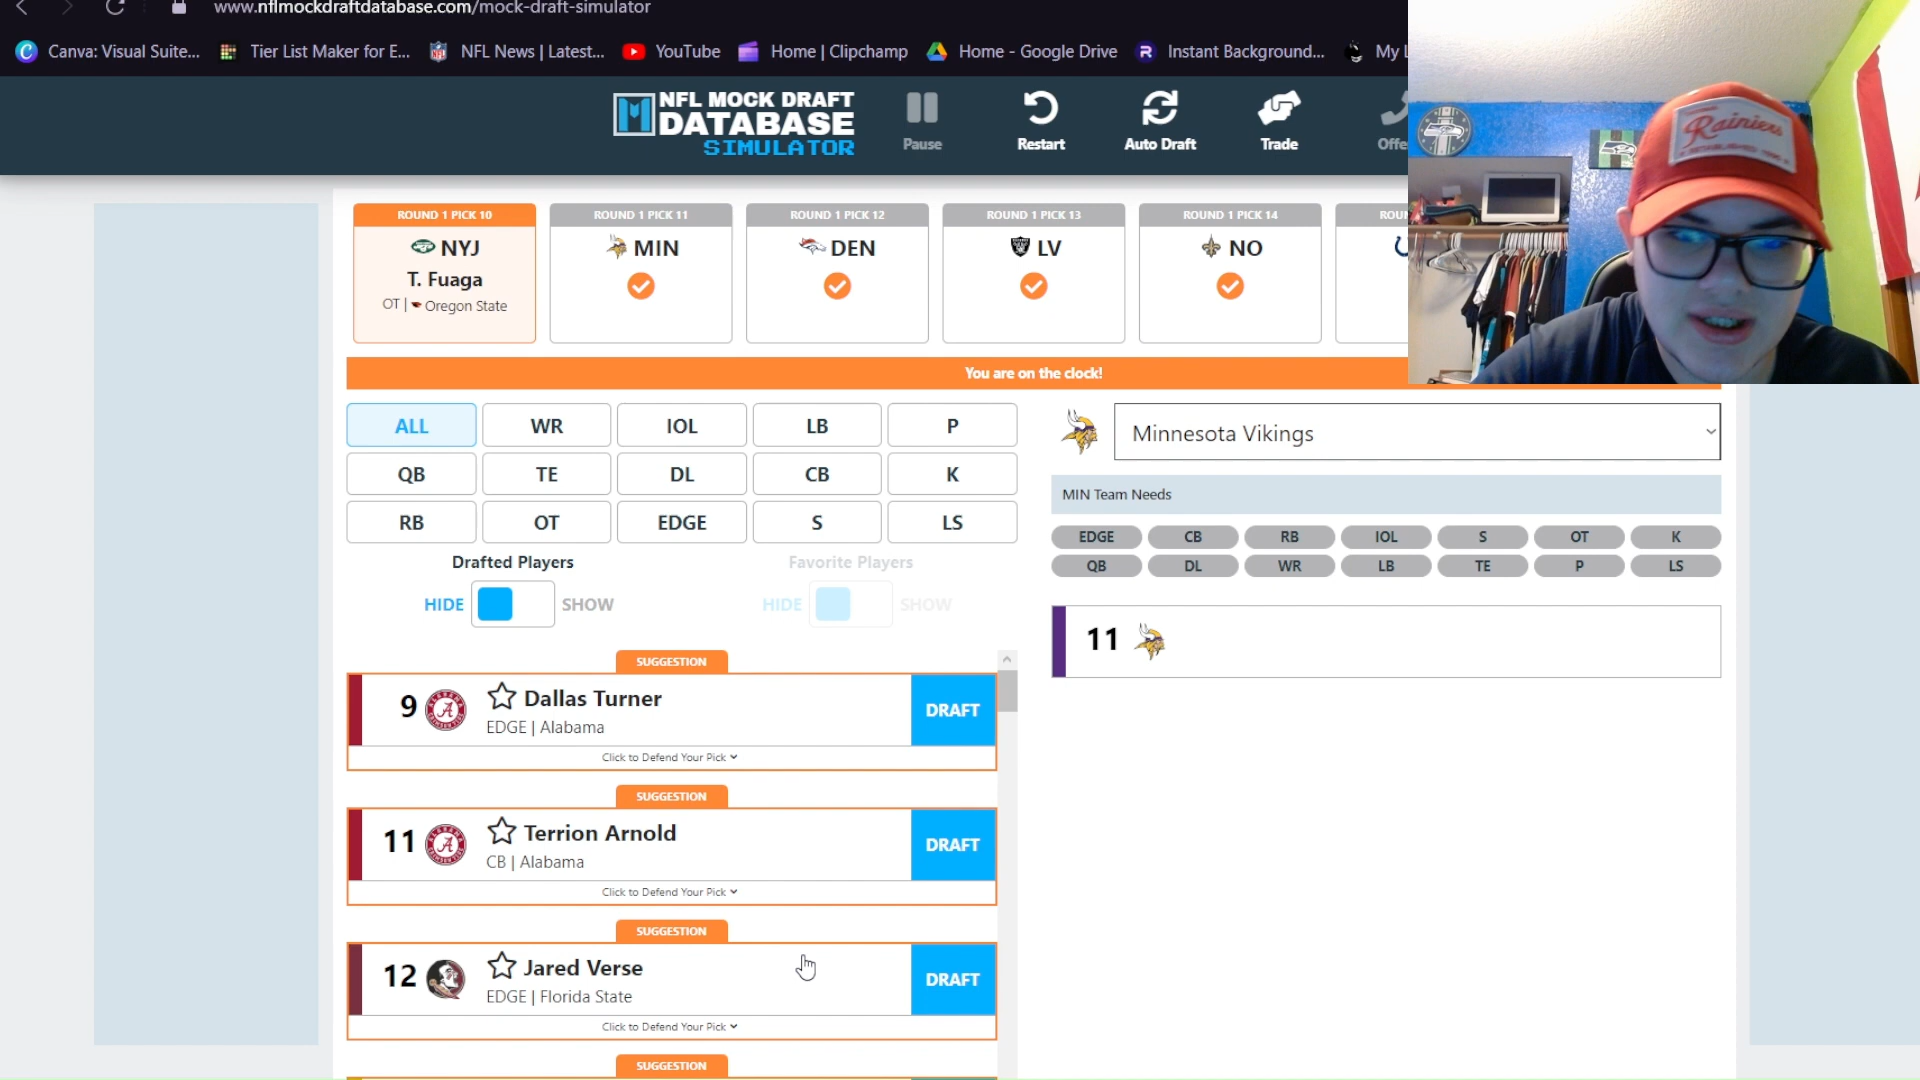 www.nflmockdraftdatabase.com/mock-draft-simulator
Canva: Visual Suite... Tier List Maker for E... NFL News | Latest... YouTube Home | Clipchamp Home - Google Drive Instant Background... My
NFL MOCK DRAFT
DATABASE
SIMULATOR
Pause Restart Auto Draft Trade Offe
Rainiers
ROUND 1 PICK 10 ROUND 1 PICK 11 ROUND 1 PICK 12 ROUND 1 PICK 13 ROUND 1 PICK 14 ROU
NYJ MIN DEN LV NO
T. Fuaga
OT | Oregon State
You are on the clock!
ALL WR IOL LB P
QB TE DL CB K
RB OT EDGE S LS
Drafted Players Favorite Players
HIDE SHOW HIDE SHOW
Minnesota Vikings
MIN Team Needs
EDGE CB RB IOL S OT K
QB DL WR LB TE P LS
11
SUGGESTION
9 Dallas Turner DRAFT
EDGE | Alabama
Click to Defend Your Pick
SUGGESTION
11 Terrion Arnold DRAFT
CB | Alabama
Click to Defend Your Pick
SUGGESTION
12 Jared Verse DRAFT
EDGE | Florida State
Click to Defend Your Pick
SUGGESTION